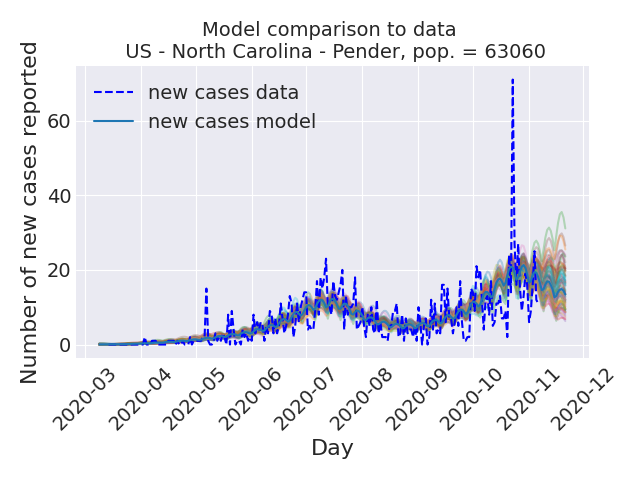 Model comparison to data
US - North Carolina - Pender, pop. = 63060
Number of new cases reported
60
40
20
0
new cases data
new cases model
2020-03
2020-04
2020-05
2020-06
2020-07
2020-08
2020-09
2020-10
2020-11
2020-12
Day